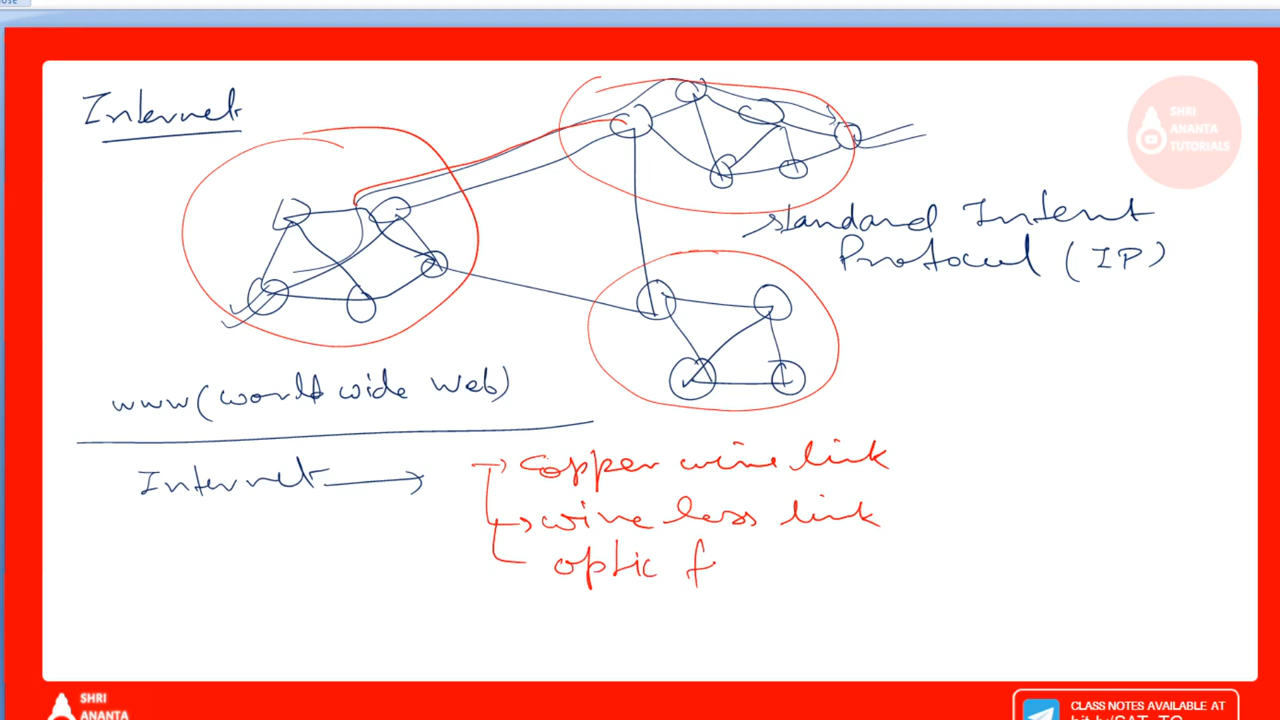 Internet
SHRI
ANANTA
TUTORIALS
standard Intent
Protocul (IP)
www (world wide web)
Internet → copper wire link
wire less link
optic f
SHRI
ANANTA
CLASS NOTES AVAILABLE AT